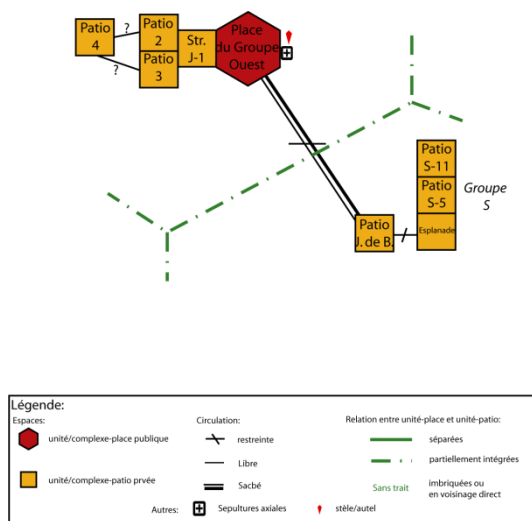 Patio
4
?
?
Patio
2
Patio
3
Str.
J-1
Place
du Groupe
Ouest
Patio
S-11
Patio
S-5
Esplanade
Groupe
S
Patio
J. de B.
Légende:
Espaces:
unité/complexe-place publique
unité/complexe-patio prvée
Circulation:
restreinte
Libre
Sacbé
Relation entre unité-place et unité-patio:
séparées
partiellement intégrées
Sans trait
imbriquées ou
en voisinage direct
Autres:
Sepultures axiales
stèle/autel